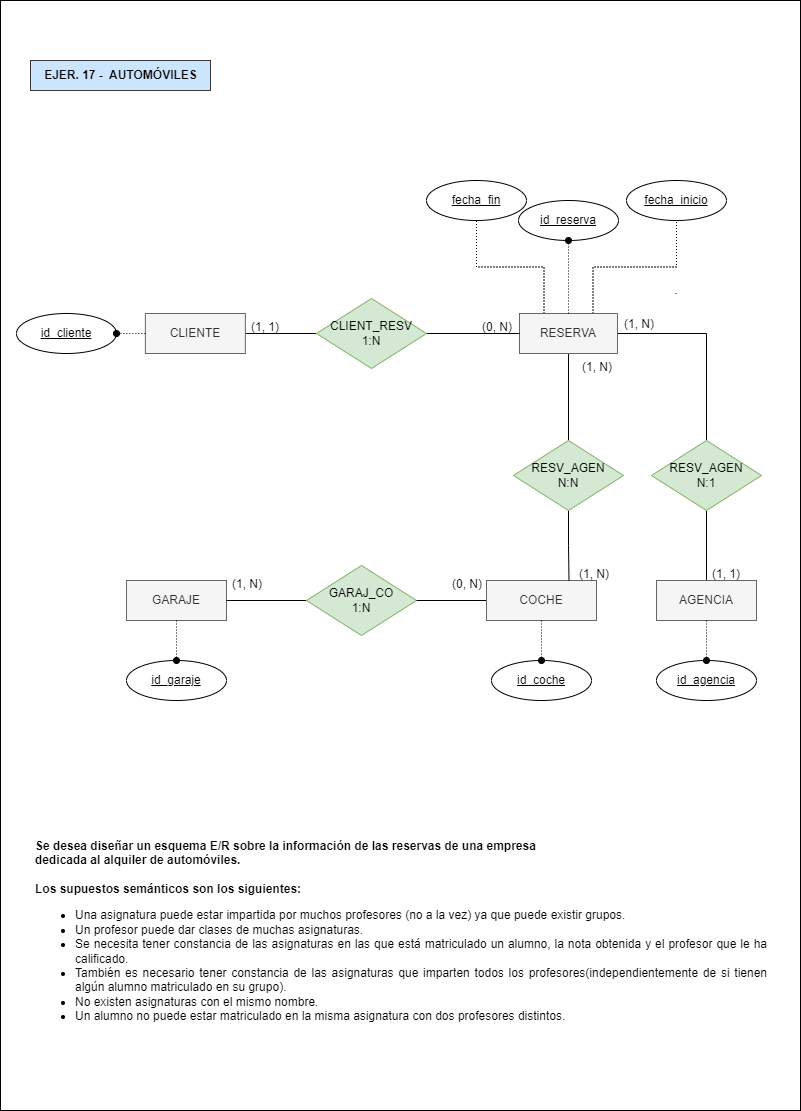 EJER. 17 - AUTOMÓVILES
fecha_fin
id_reserva
fecha_inicio
id_cliente
CLIENTE
(1, 1)
CLIENT_RESV
1:N
(0, N)
RESERVA
(1, N)
(1, N)
RESV_AGEN
N:N
RESV_AGEN
N:1
(1, N)
(1, 1)
GARAJE
(1, N)
GARAJ_CO
1:N
(0, N)
COCHE
AGENCIA
id_garaje
id_coche
id_agencia
Se desea diseñar un esquema E/R sobre la información de las reservas de una empresa
dedicada al alquiler de automóviles.
Los supuestos semánticos son los siguientes:
• Una asignatura puede estar impartida por muchos profesores (no a la vez) ya que puede existir grupos.
• Un profesor puede dar clases de muchas asignaturas.
• Se necesita tener constancia de las asignaturas en las que está matriculado un alumno, la nota obtenida y el profesor que le ha
calificado.
• También es necesario tener constancia de las asignaturas que imparten todos los profesores(independientemente de si tienen
algún alumno matriculado en su grupo).
• No existen asignaturas con el mismo nombre.
• Un alumno no puede estar matriculado en la misma asignatura con dos profesores distintos.